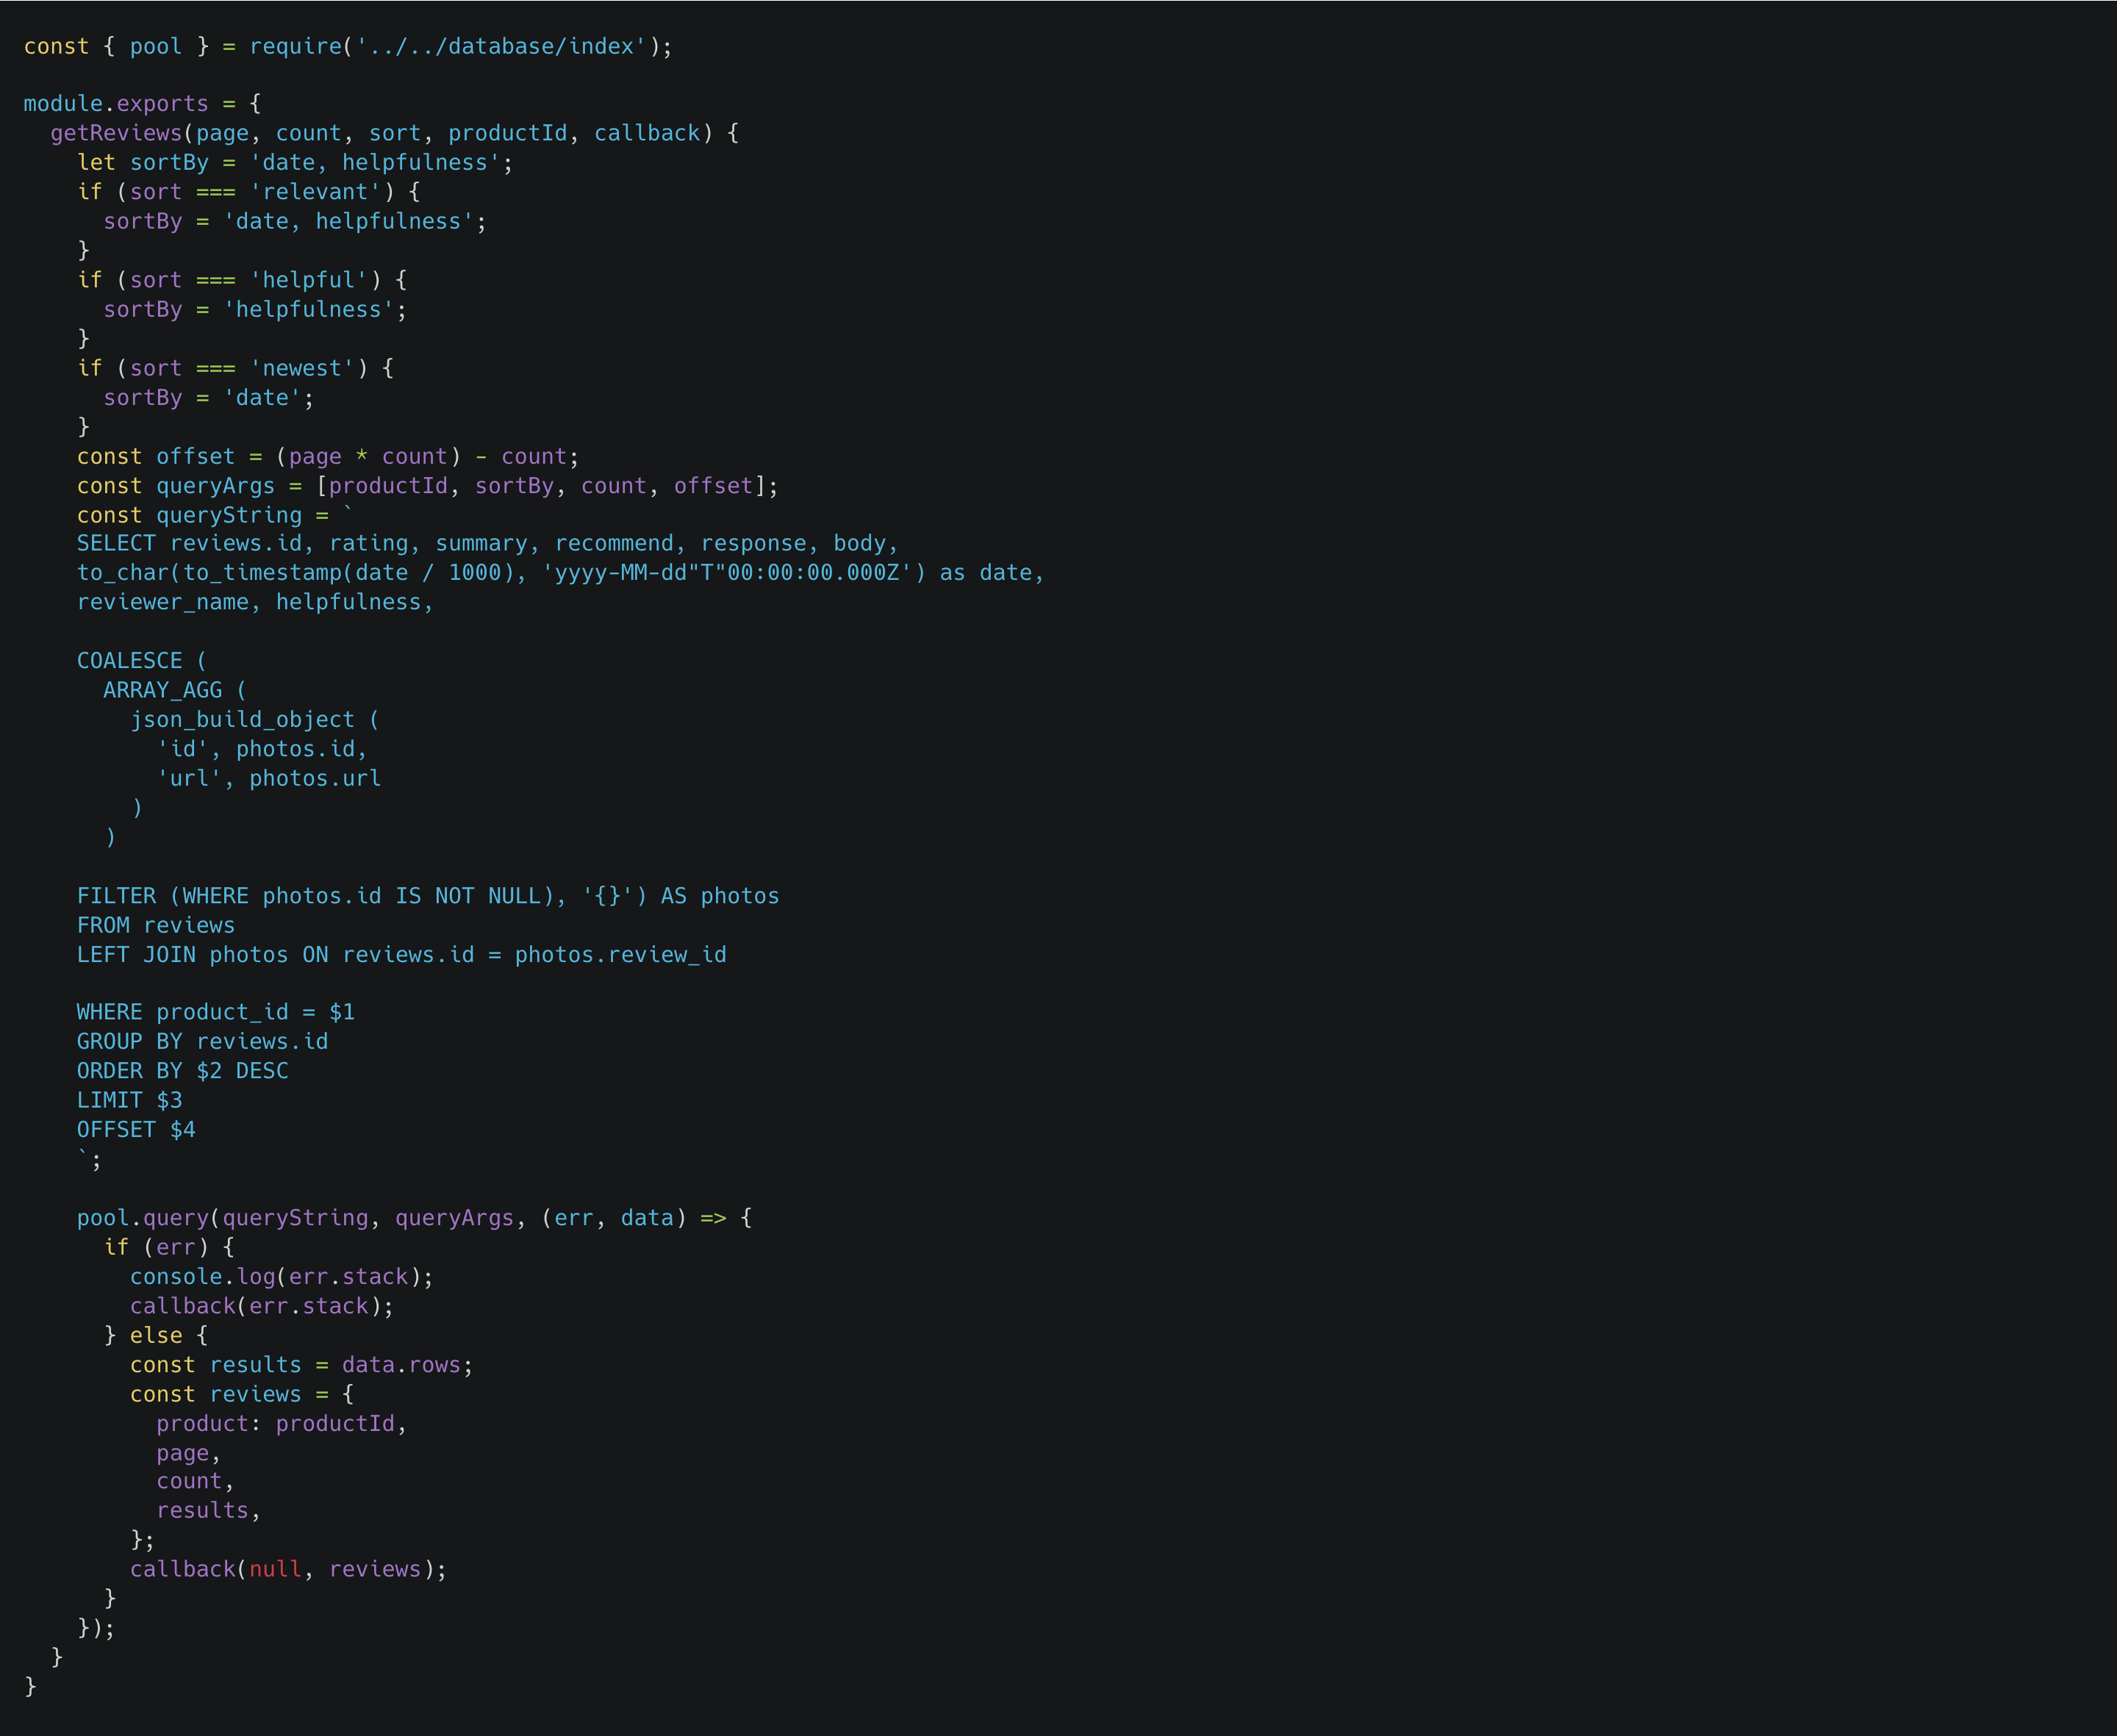 const { pool } = require('../../database/index');

module.exports = {
  getReviews(page, count, sort, productId, callback) {
    let sortBy = 'date, helpfulness';
    if (sort === 'relevant') {
      sortBy = 'date, helpfulness';
    }
    if (sort === 'helpful') {
      sortBy = 'helpfulness';
    }
    if (sort === 'newest') {
      sortBy = 'date';
    }
    const offset = (page * count) - count;
    const queryArgs = [productId, sortBy, count, offset];
    const queryString = `
    SELECT reviews.id, rating, summary, recommend, response, body,
    to_char(to_timestamp(date / 1000), 'yyyy-MM-dd"T"00:00:00.000Z') as date,
    reviewer_name, helpfulness,

    COALESCE (
      ARRAY_AGG (
        json_build_object (
          'id', photos.id,
          'url', photos.url
        )
      )

    FILTER (WHERE photos.id IS NOT NULL), '{}') AS photos
    FROM reviews
    LEFT JOIN photos ON reviews.id = photos.review_id

    WHERE product_id = $1
    GROUP BY reviews.id
    ORDER BY $2 DESC
    LIMIT $3
    OFFSET $4
    `;

    pool.query(queryString, queryArgs, (err, data) => {
      if (err) {
        console.log(err.stack);
        callback(err.stack);
      } else {
        const results = data.rows;
        const reviews = {
          product: productId,
          page,
          count,
          results,
        };
        callback(null, reviews);
      }
    });
  }
}